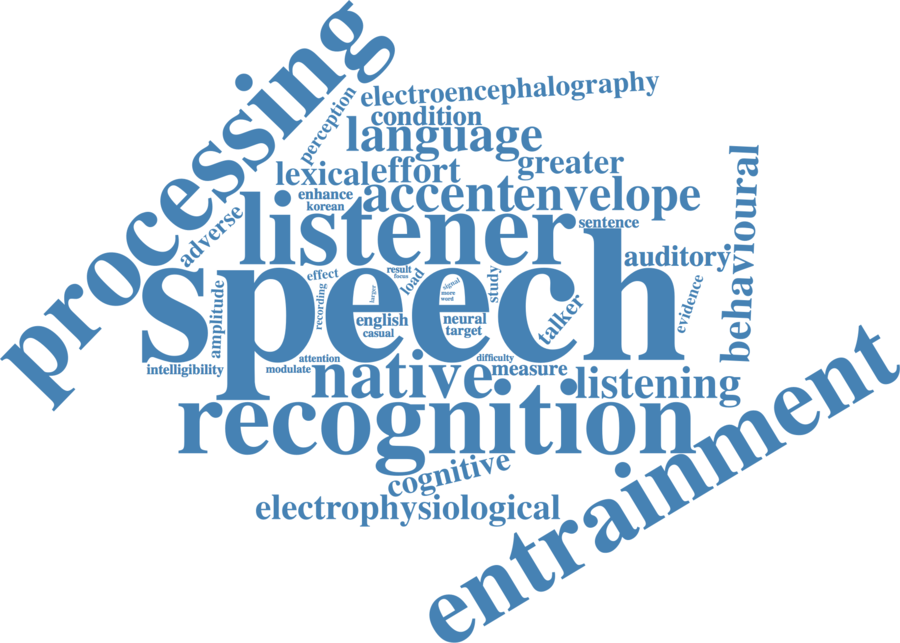 processing
electroencephalography
perception
condition
language
lexical
effort
greater
enhance
korean
accent
envelope
behavioural
adverse
listener
sentence
auditory
speech
effect
result
focus
load
signal
more
word
study
recording
larger
evidence
amplitude
english
casual
neural
target
talker
intelligibility
attention
modulate
difficulty
native
measure
listening
recognition
entrainment
cognitive
electrophysiological